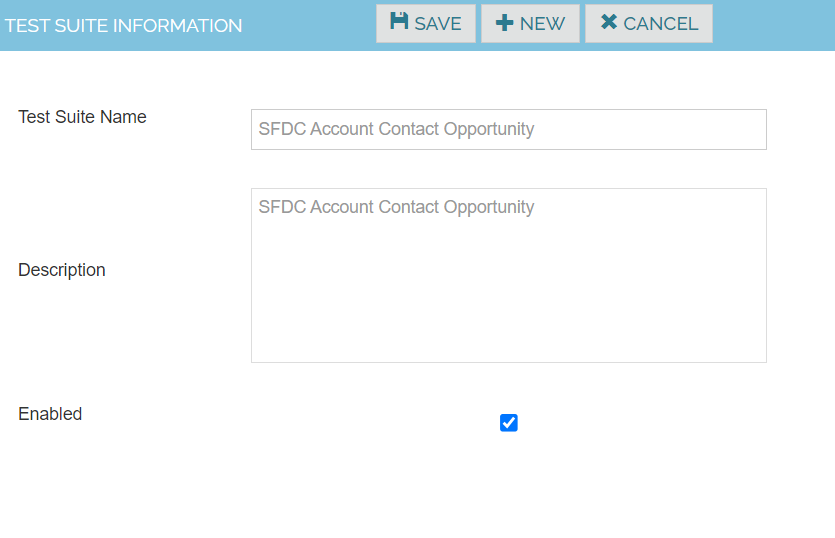 TEST SUITE INFORMATION
SAVE
NEW
CANCEL
Test Suite Name
SFDC Account Contact Opportunity
SFDC Account Contact Opportunity
Description
Enabled